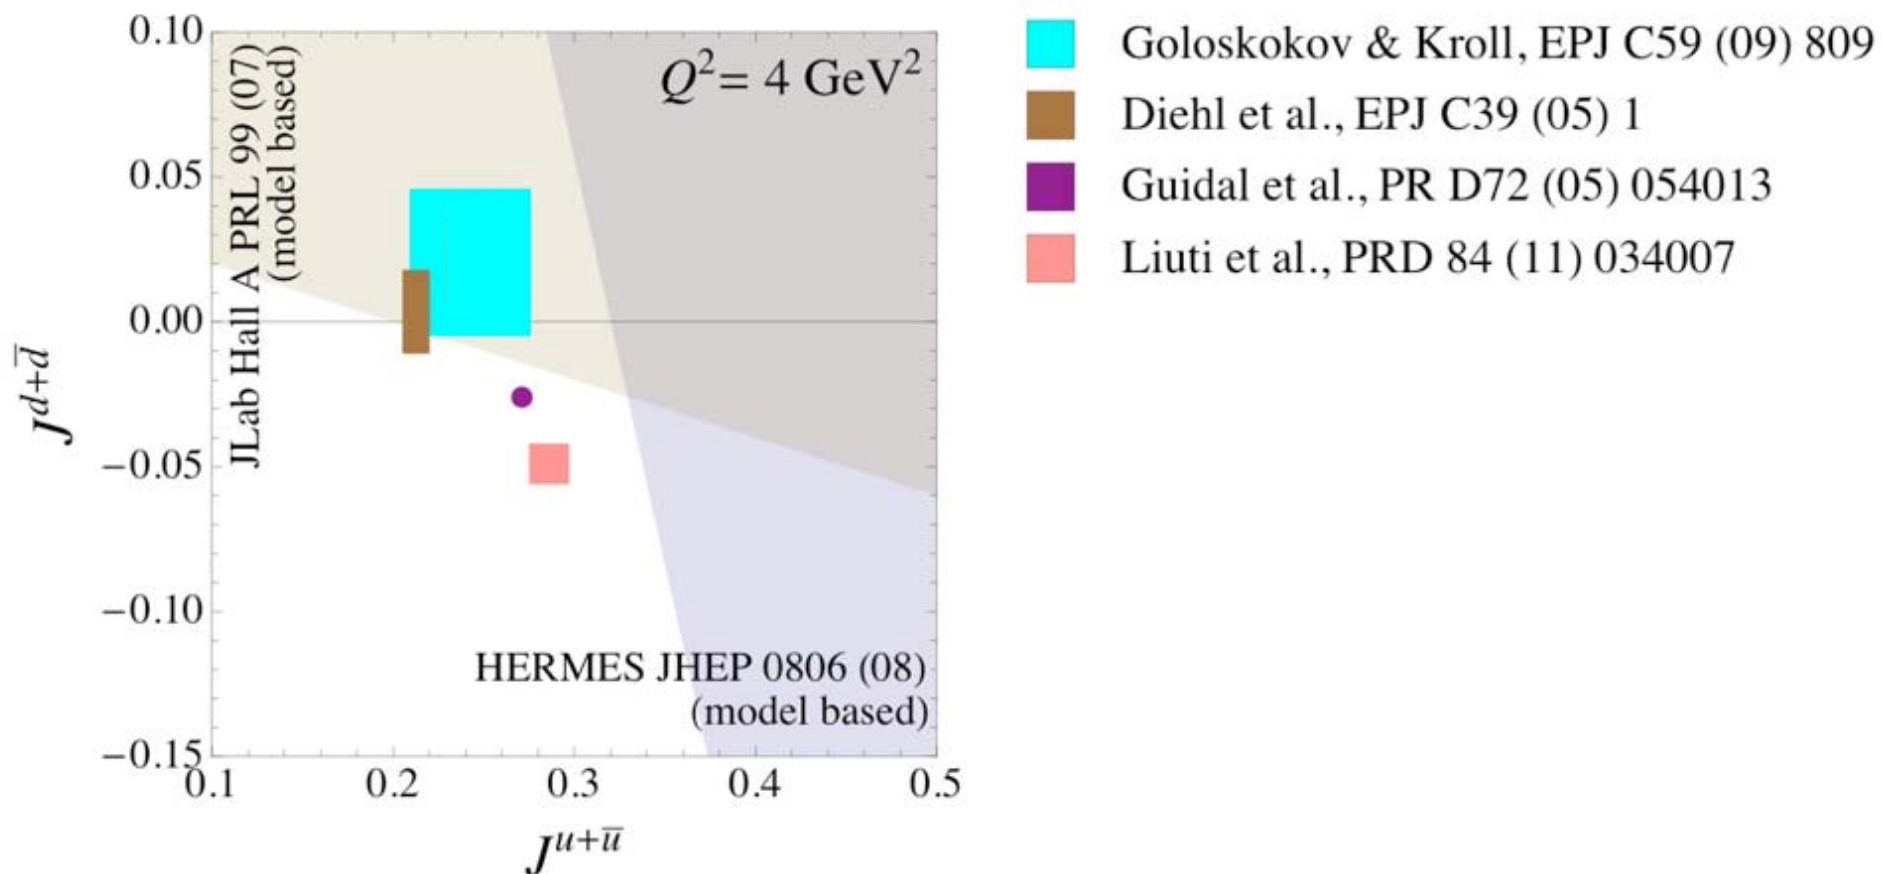 0.10
0.05
0.00
−0.05
−0.10
−0.15
J^{d+d̅}
JLab Hall A PRL 99 (07)
(model based)
Q²= 4 GeV²
HERMES JHEP 0806 (08)
(model based)
0.1 0.2 0.3 0.4 0.5
J^{u+u̅}
Goloskokov & Kroll, EPJ C59 (09) 809
Diehl et al., EPJ C39 (05) 1
Guidal et al., PR D72 (05) 054013
Liuti et al., PRD 84 (11) 034007